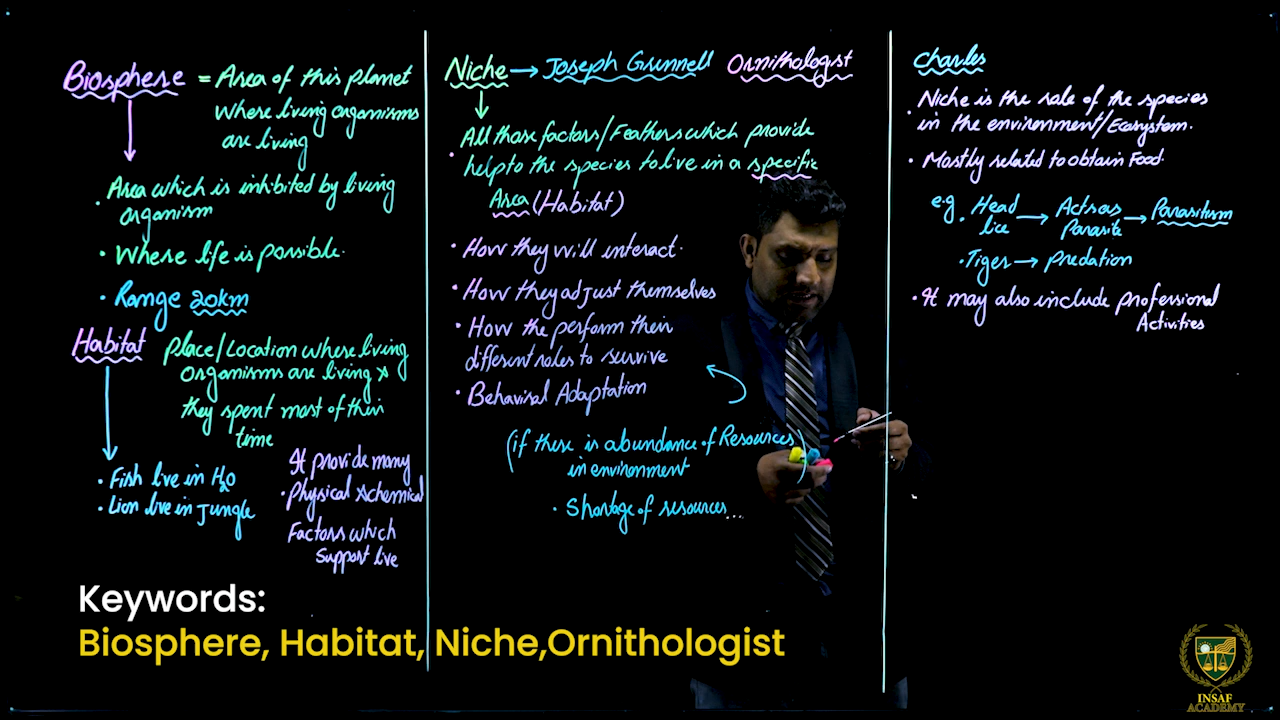 Biosphere = Area of this planet
Where living organisms
are living
· Area which is inhibited by living
organism
· Where life is possible.
· Range 20km
Habitat Place/Location where living
organisms are living &
they spent most of their
time
· Fish live in H2O
· Lion live in Jungle
It provide many
· Physical & chemical
Factors which
Support live
Niche → Joseph Grinnell Ornithologist
· All those factors/Feathers which provide
help to the species to live in a specific
Area (Habitat)
· How they will interact.
· How they adjust themselves
· How the perform their
different roles to survive
· Behaviral Adaptation
(if there is abundance of Resources)
in environment
· Shortage of resources...
Charles
· Niche is the role of the species
in the environment/Ecosystem.
· Mostly related to obtain Food.
e.g. Head lice → Acts as Parasite → Parasitism
· Tiger → predation
· It may also include professional
Activities
Keywords:
Biosphere, Habitat, Niche,Ornithologist
INSAF
ACADEMY